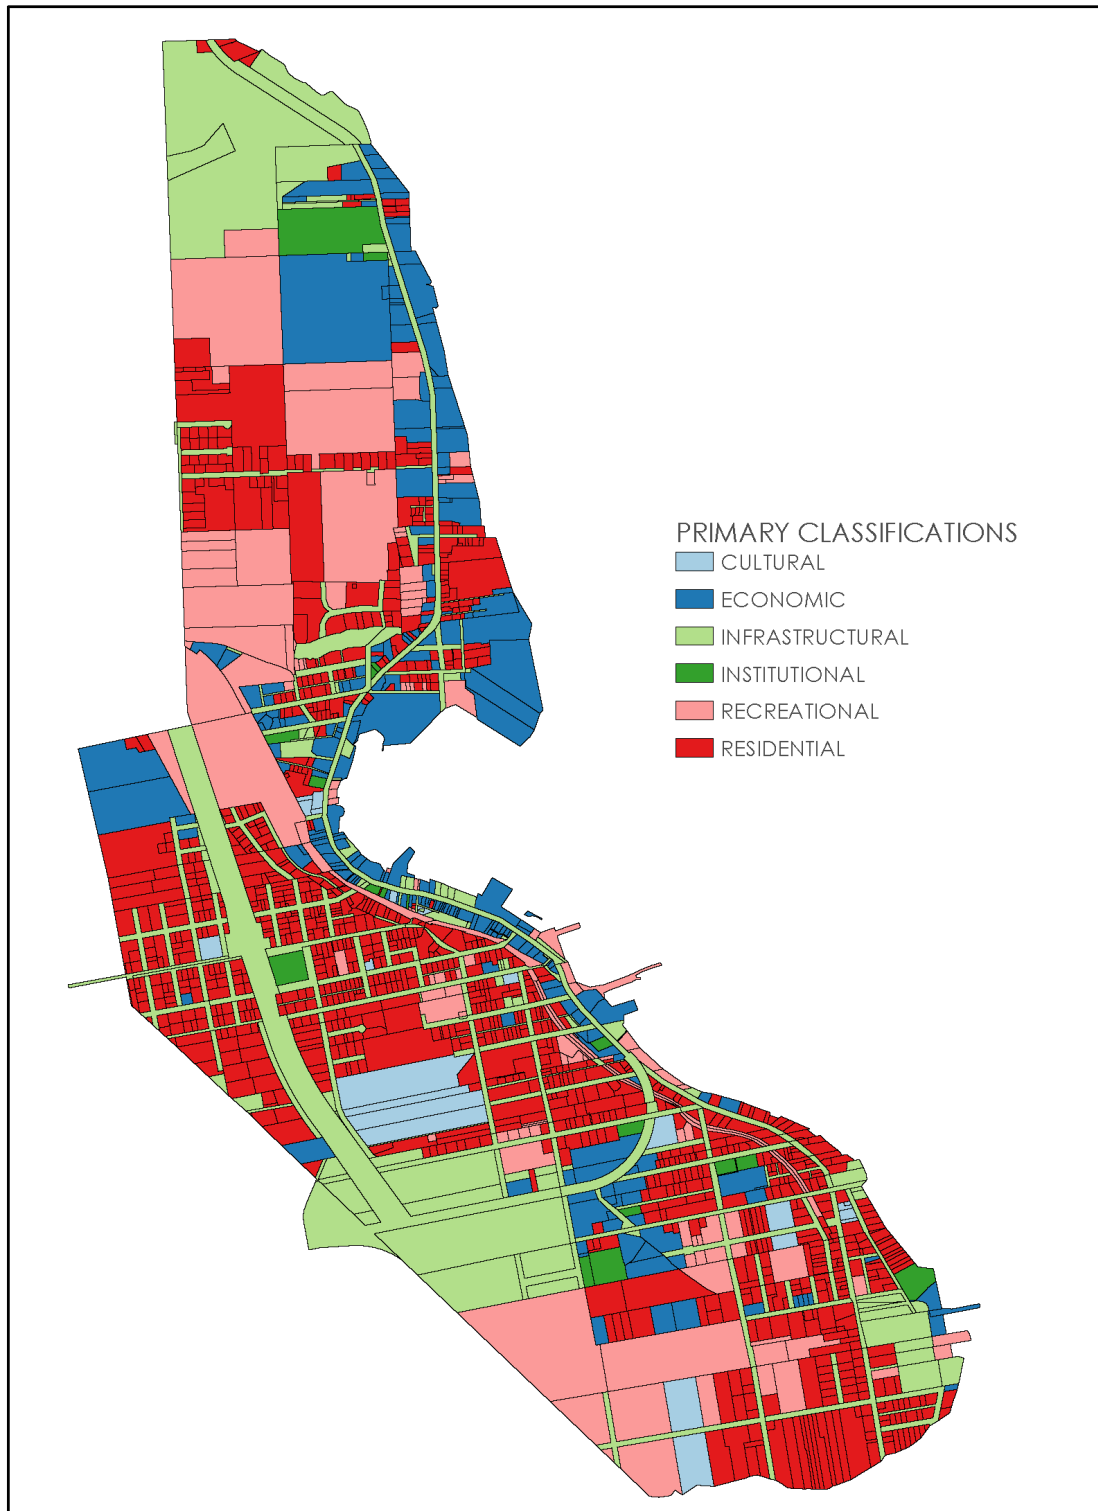 PRIMARY CLASSIFICATIONS
CULTURAL
ECONOMIC
INFRASTRUCTURAL
INSTITUTIONAL
RECREATIONAL
RESIDENTIAL